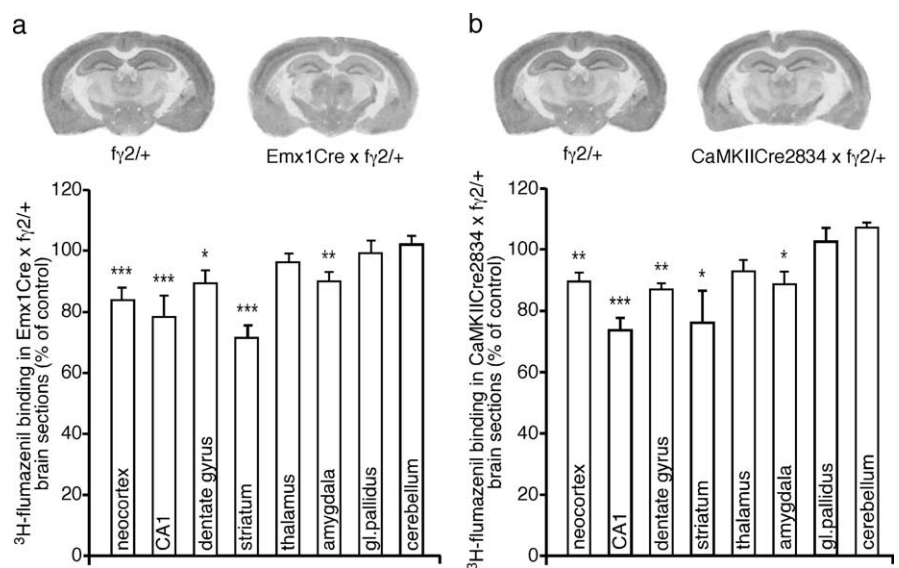 a
fγ2/+
Emx1Cre x fγ2/+
³H-flumazenil binding in Emx1Cre x fγ2/+
brain sections (% of control)
120
100
80
60
40
20
0
***
***
*
***
**
neocortex
CA1
dentate gyrus
striatum
thalamus
amygdala
gl.pallidus
cerebellum
b
fγ2/+
CaMKIICre2834 x fγ2/+
³H-flumazenil binding in CaMKIICre2834 x fγ2/+
brain sections (% of control)
120
100
80
60
40
20
0
**
***
**
*
*
neocortex
CA1
dentate gyrus
striatum
thalamus
amygdala
gl.pallidus
cerebellum